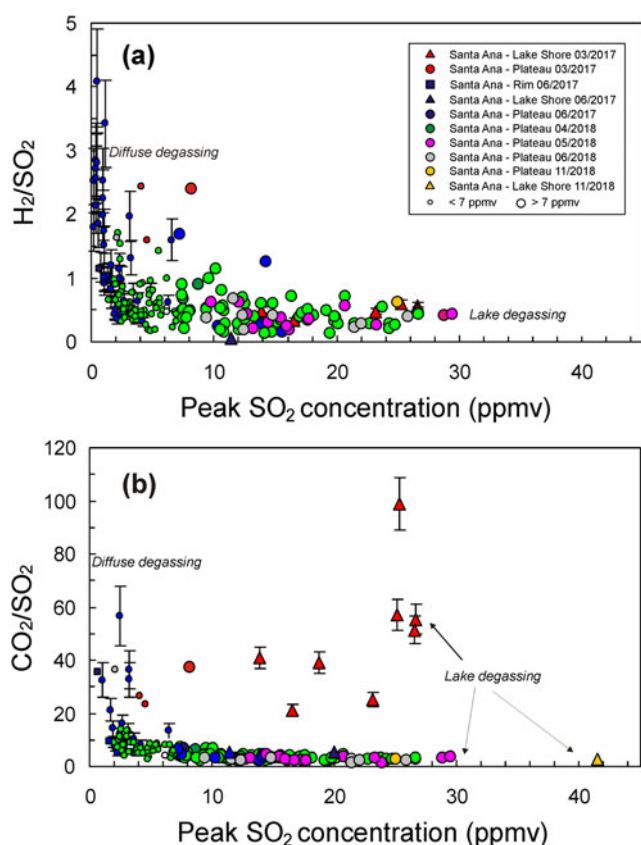 (a)
5
4
3
2
1
0
H2/SO2
Diffuse degassing
Santa Ana - Lake Shore 03/2017
Santa Ana - Plateau 03/2017
Santa Ana - Rim 06/2017
Santa Ana - Lake Shore 06/2017
Santa Ana - Plateau 06/2017
Santa Ana - Plateau 04/2018
Santa Ana - Plateau 05/2018
Santa Ana - Plateau 06/2018
Santa Ana - Plateau 11/2018
Santa Ana - Lake Shore 11/2018
< 7 ppmv > 7 ppmv
Lake degassing
0 10 20 30 40
Peak SO2 concentration (ppmv)
(b)
120
100
80
60
40
20
0
CO2/SO2
Diffuse degassing
Lake degassing
0 10 20 30 40
Peak SO2 concentration (ppmv)